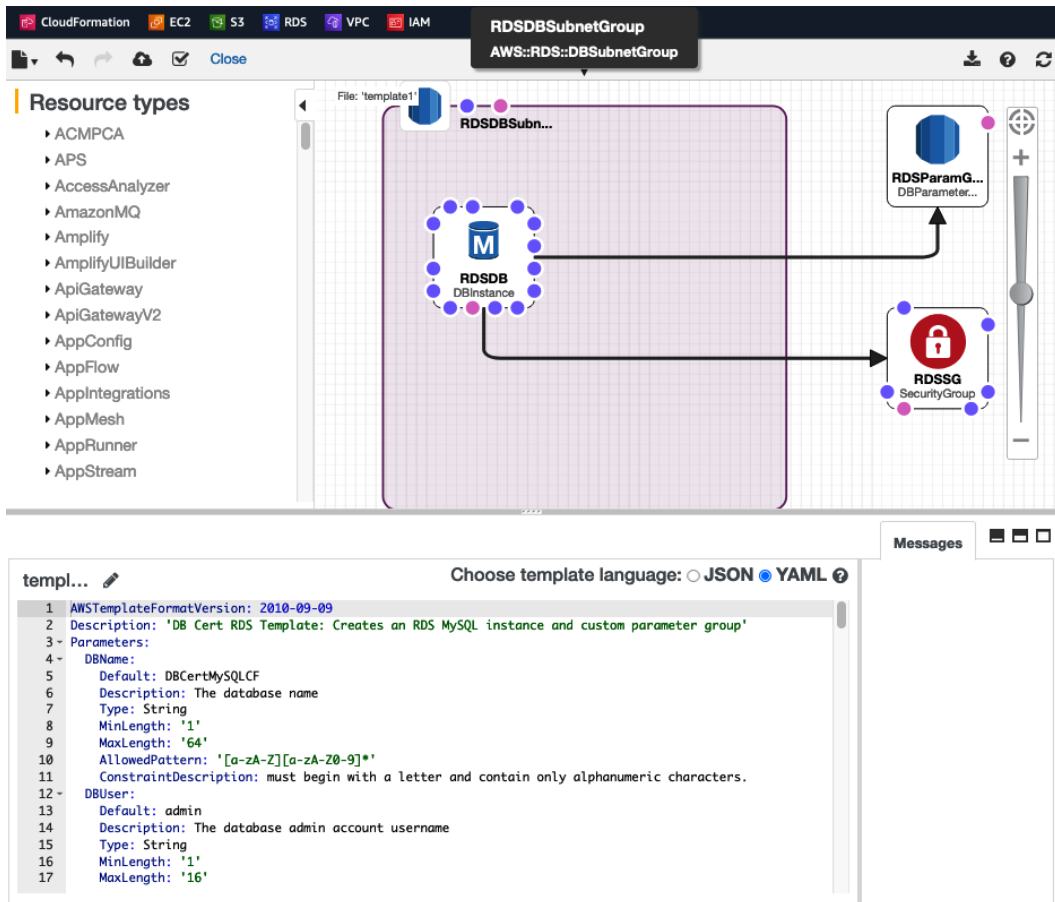 CloudFormation EC2 S3 RDS VPC IAM
RDSDBSubnetGroup
AWS::RDS::DBSubnetGroup
Close
Resource types
ACMPCA
APS
AccessAnalyzer
AmazonMQ
Amplify
AmplifyUIBuilder
ApiGateway
ApiGatewayV2
AppConfig
AppFlow
AppIntegrations
AppMesh
AppRunner
AppStream
File: 'template1'
RDSDBSubn...
M
RDSDB
DBInstance
RDSParamG...
DBParameter...
RDSSG
SecurityGroup
Messages
templ...
Choose template language: JSON YAML
1 AWSTemplateFormatVersion: 2010-09-09
2 Description: 'DB Cert RDS Template: Creates an RDS MySQL instance and custom parameter group'
3 Parameters:
4 DBName:
5 Default: DBCertMySQLCF
6 Description: The database name
7 Type: String
8 MinLength: '1'
9 MaxLength: '64'
10 AllowedPattern: '[a-zA-Z][a-zA-Z0-9]*'
11 ConstraintDescription: must begin with a letter and contain only alphanumeric characters.
12 DBUser:
13 Default: admin
14 Description: The database admin account username
15 Type: String
16 MinLength: '1'
17 MaxLength: '16'